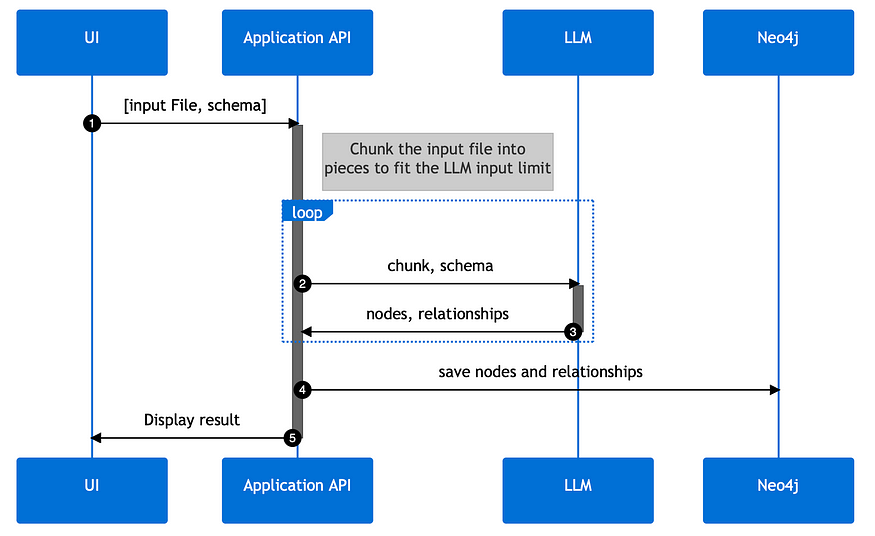 UI
Application API
LLM
Neo4j
[input File, schema]
1
Chunk the input file into
pieces to fit the LLM input limit
loop
chunk, schema
2
nodes, relationships
3
save nodes and relationships
4
Display result
5
UI
Application API
LLM
Neo4j